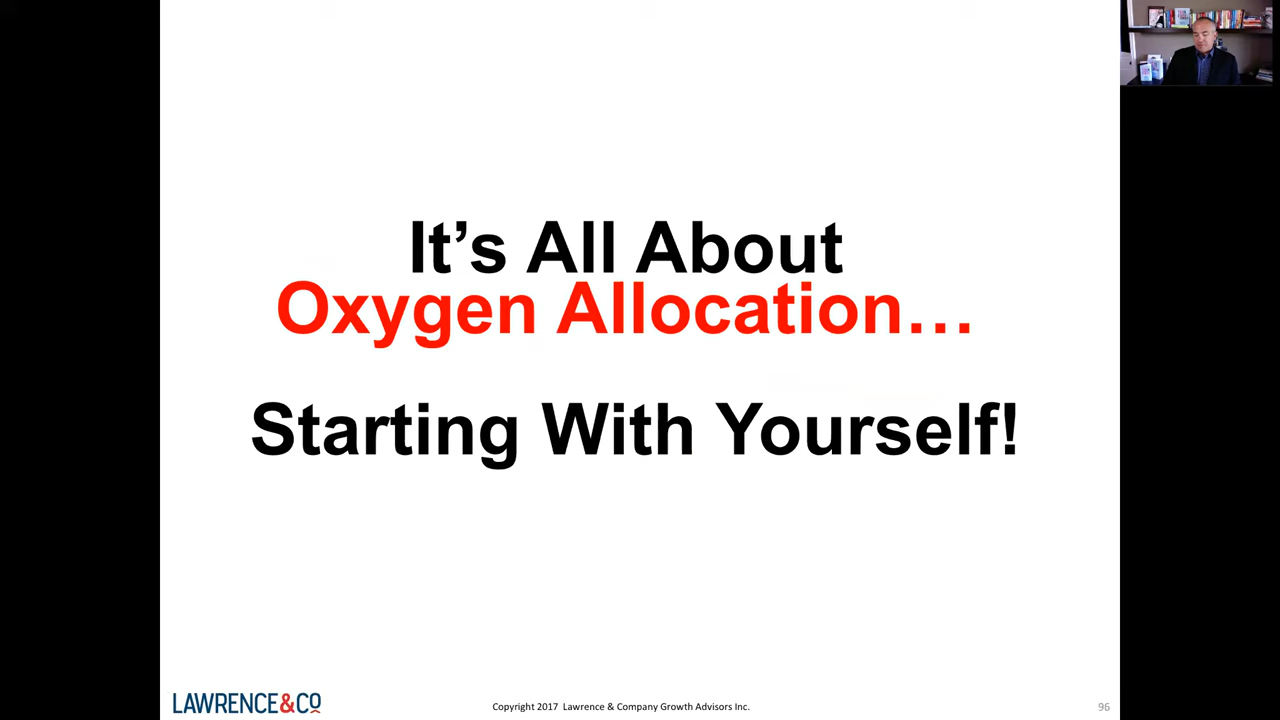 It’s All About
Oxygen Allocation…
Starting With Yourself!
LAWRENCE&CO
Copyright 2017 Lawrence & Company Growth Advisors Inc.
96